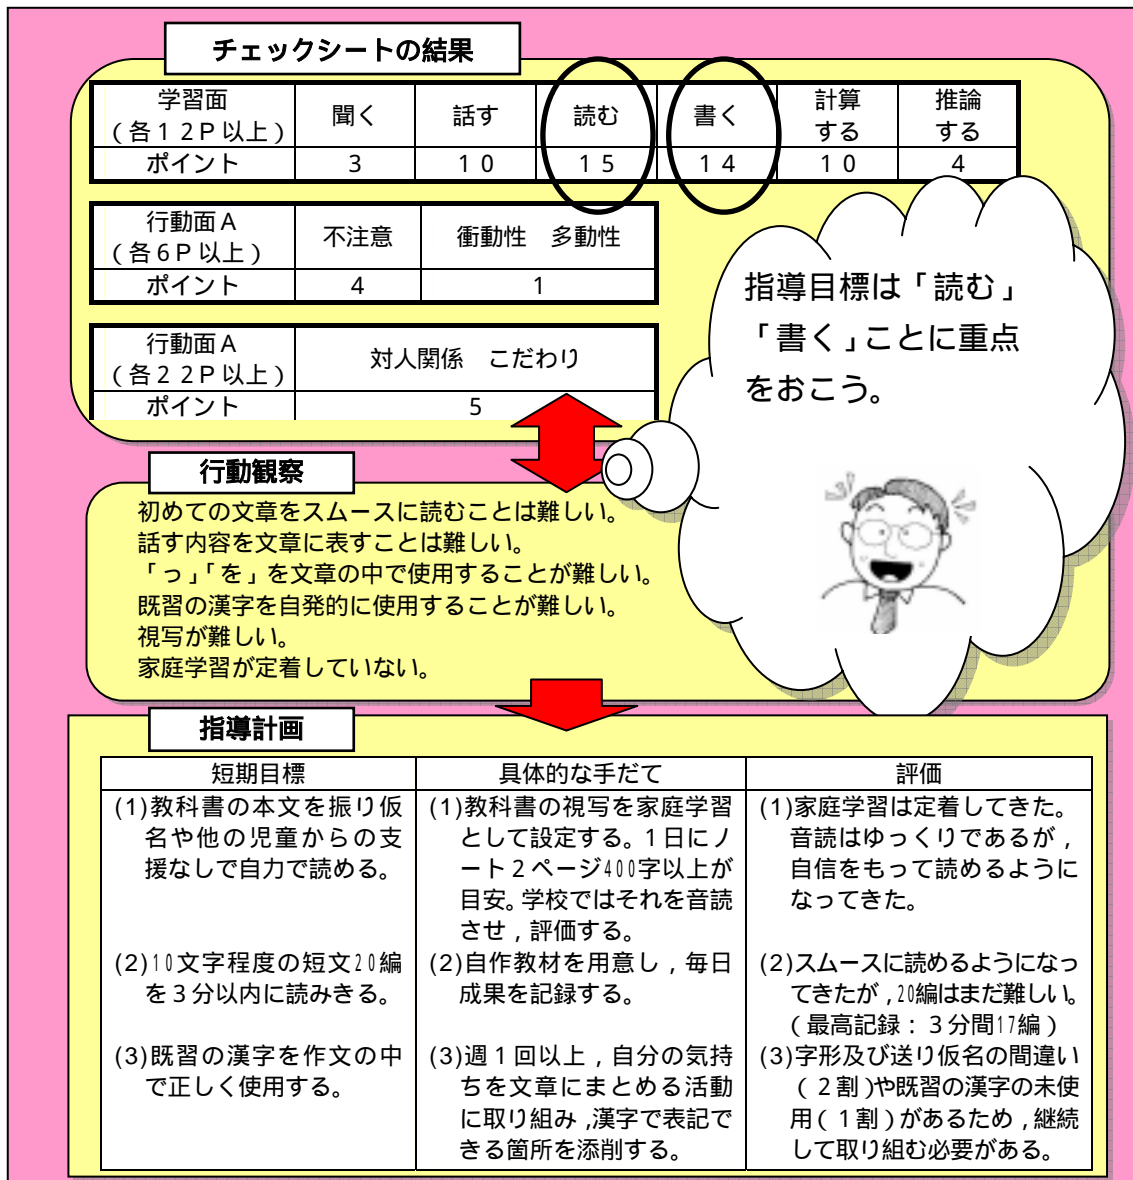 チェックシートの結果
学習面
（各１２Ｐ以上）
聞く 話す 読む 書く 計算する 推論する
ポイント 3 10 15 14 10 4
行動面Ａ
（各6Ｐ以上）
不注意 衝動性 多動性
ポイント 4 1
行動面Ａ
（各２２Ｐ以上）
対人関係 こだわり
ポイント 5
指導目標は「読む」
「書く」ことに重点
をおこう。
行動観察
初めての文章をスムースに読むことは難しい。
話す内容を文章に表すことは難しい。
「っ」「を」を文章の中で使用することが難しい。
既習の漢字を自発的に使用することが難しい。
視写が難しい。
家庭学習が定着していない。
指導計画
短期目標 具体的な手だて 評価
(1)教科書の本文を振り仮
名や他の児童からの支
援なしで自力で読める。
(1)教科書の視写を家庭学習
として設定する。１日にノ
ート２ページ400字以上が
目安。学校ではそれを音読
させ，評価する。
(1)家庭学習は定着してきた。
音読はゆっくりであるが，
自信をもって読めるように
なってきた。
(2)10文字程度の短文20編
を３分以内に読みきる。
(2)自作教材を用意し，毎日
成果を記録する。
(2)スムースに読めるようになっ
てきたが，20編はまだ難しい。
（最高記録：３分間17編）
(3)既習の漢字を作文の中
で正しく使用する。
(3)週１回以上，自分の気持
ちを文章にまとめる活動
に取り組み，漢字で表記で
きる箇所を添削する。
(3)字形及び送り仮名の間違い
（２割）や既習の漢字の未使
用（１割）があるため，継続
して取り組む必要がある。